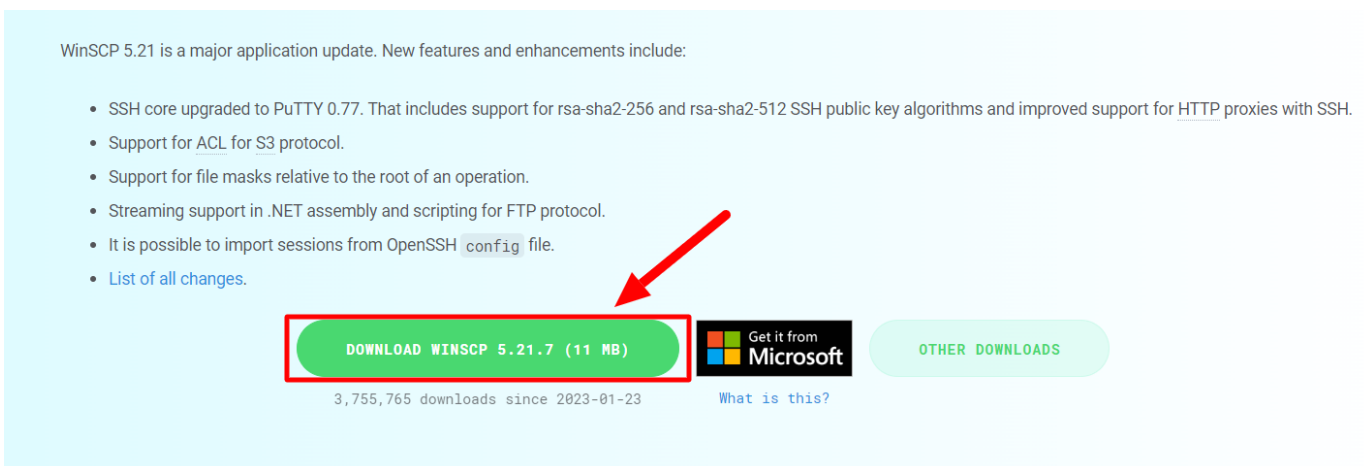 WinSCP 5.21 is a major application update. New features and enhancements include:
SSH core upgraded to PuTTY 0.77. That includes support for rsa-sha2-256 and rsa-sha2-512 SSH public key algorithms and improved support for HTTP proxies with SSH.
Support for ACL for S3 protocol.
Support for file masks relative to the root of an operation.
Streaming support in .NET assembly and scripting for FTP protocol.
It is possible to import sessions from OpenSSH config file.
List of all changes.
DOWNLOAD WINSCP 5.21.7 (11 MB)
Get it from
Microsoft
OTHER DOWNLOADS
3,755,765 downloads since 2023-01-23
What is this?